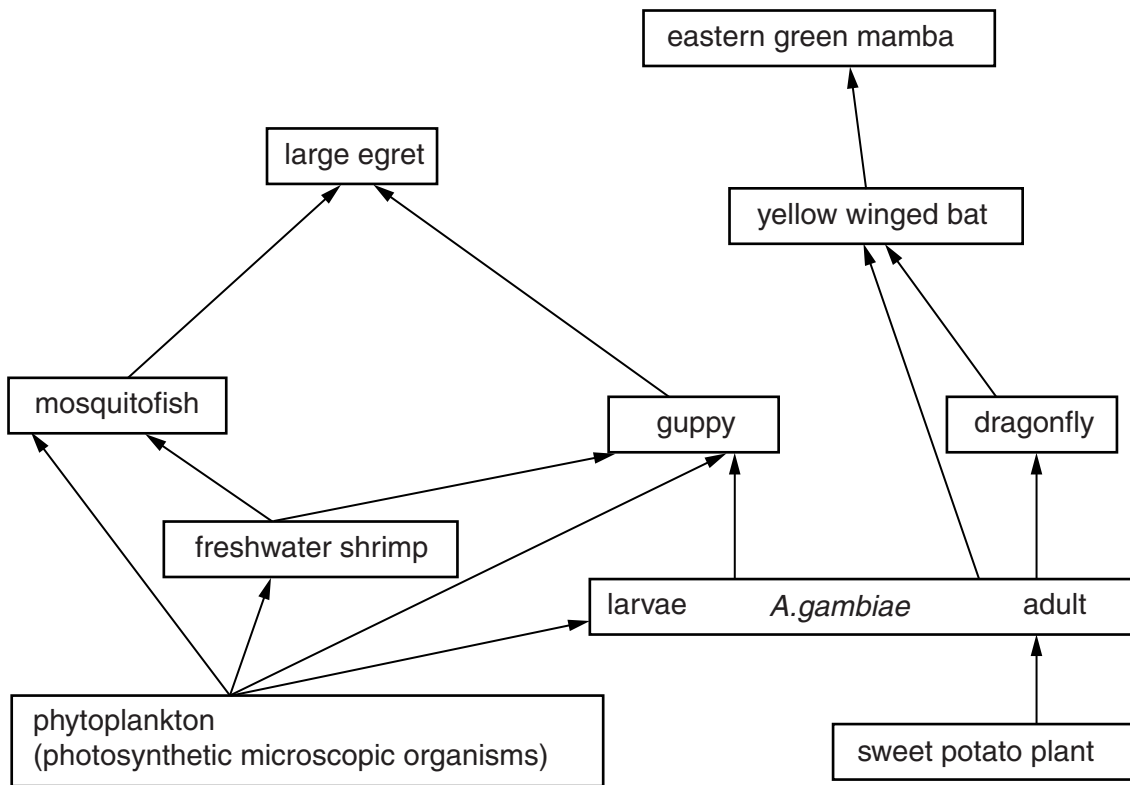 eastern green mamba
large egret
yellow winged bat
mosquitofish
guppy
dragonfly
freshwater shrimp
larvae A.gambiae adult
phytoplankton
(photosynthetic microscopic organisms)
sweet potato plant